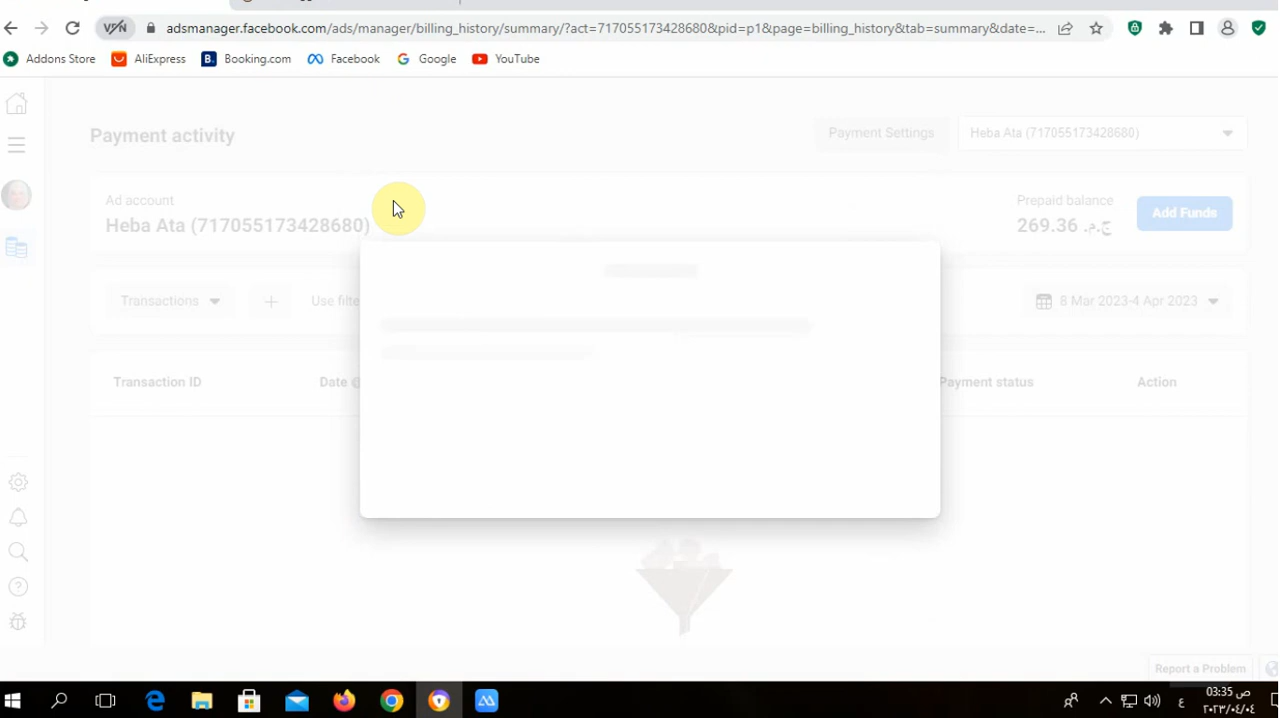 VPN
adsmanager.facebook.com/ads/manager/billing_history/summary/?act=717055173428680&pid=p1&page=billing_history&tab=summary&date=...
Addons Store AliExpress B. Booking.com Facebook Google YouTube
Payment activity
Payment Settings
Heba Ata (717055173428680)
Ad account
Heba Ata (717055173428680)
Prepaid balance
ج.م. 269.36
Add Funds
Transactions
Use filte
8 Mar 2023-4 Apr 2023
Transaction ID Date Payment status Action
Report a Problem
ع
03:35 ص
٢٠٢٣/٠٤/٠٤